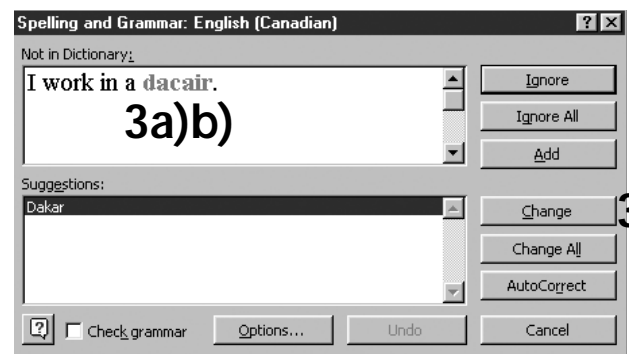 Spelling and Grammar: English (Canadian)
Not in Dictionary:
I work in a dacair.
3a)b)
Ignore
Ignore All
Add
Suggestions:
Dakar
Change
3
Change All
AutoCorrect
Check grammar
Options...
Undo
Cancel